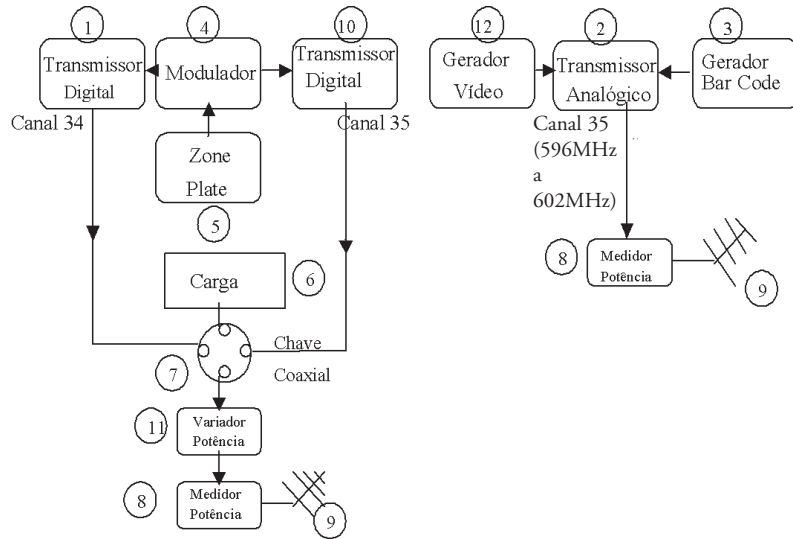 1
4
10
12
2
3
Transmissor
Digital
Modulador
Transmissor
Digital
Gerador
Vídeo
Transmissor
Analógico
Gerador
Bar Code
Canal 34
Canal 35
Canal 35
(596MHz
a
602MHz)
Zone
Plate
5
Carga
6
8
Medidor
Potência
9
Chave
Coaxial
7
11
Variador
Potência
8
Medidor
Potência
9